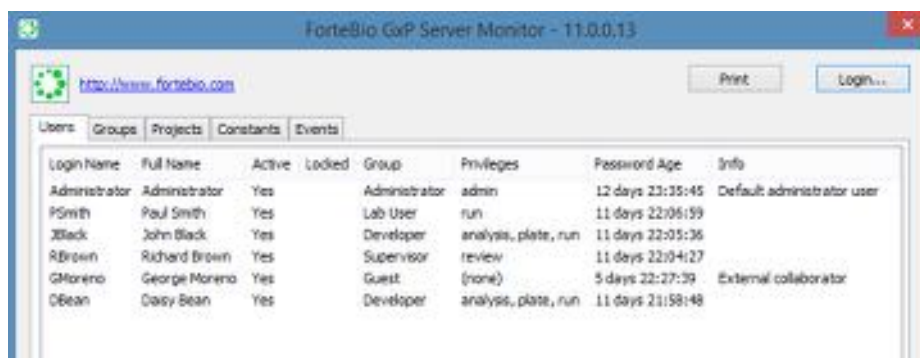 ForteBio GxP Server Monitor - 11.0.0.13
http://www.fortebio.com Print Login...
Users Groups Projects Constants Events
Login Name Full Name Active Locked Group Privileges Password Age Info
Administrator Administrator Yes Administrator admin 12 days 23:35:45 Default administrator user
PSmith Paul Smith Yes Lab User run 11 days 22:06:59
JBlack John Black Yes Developer analysis, plate, run 11 days 22:05:36
RBrown Richard Brown Yes Supervisor review 11 days 22:04:27
GMoreno George Moreno Yes Guest (none) 5 days 22:27:39 External collaborator
DBean Daisy Bean Yes Developer analysis, plate, run 11 days 21:58:48